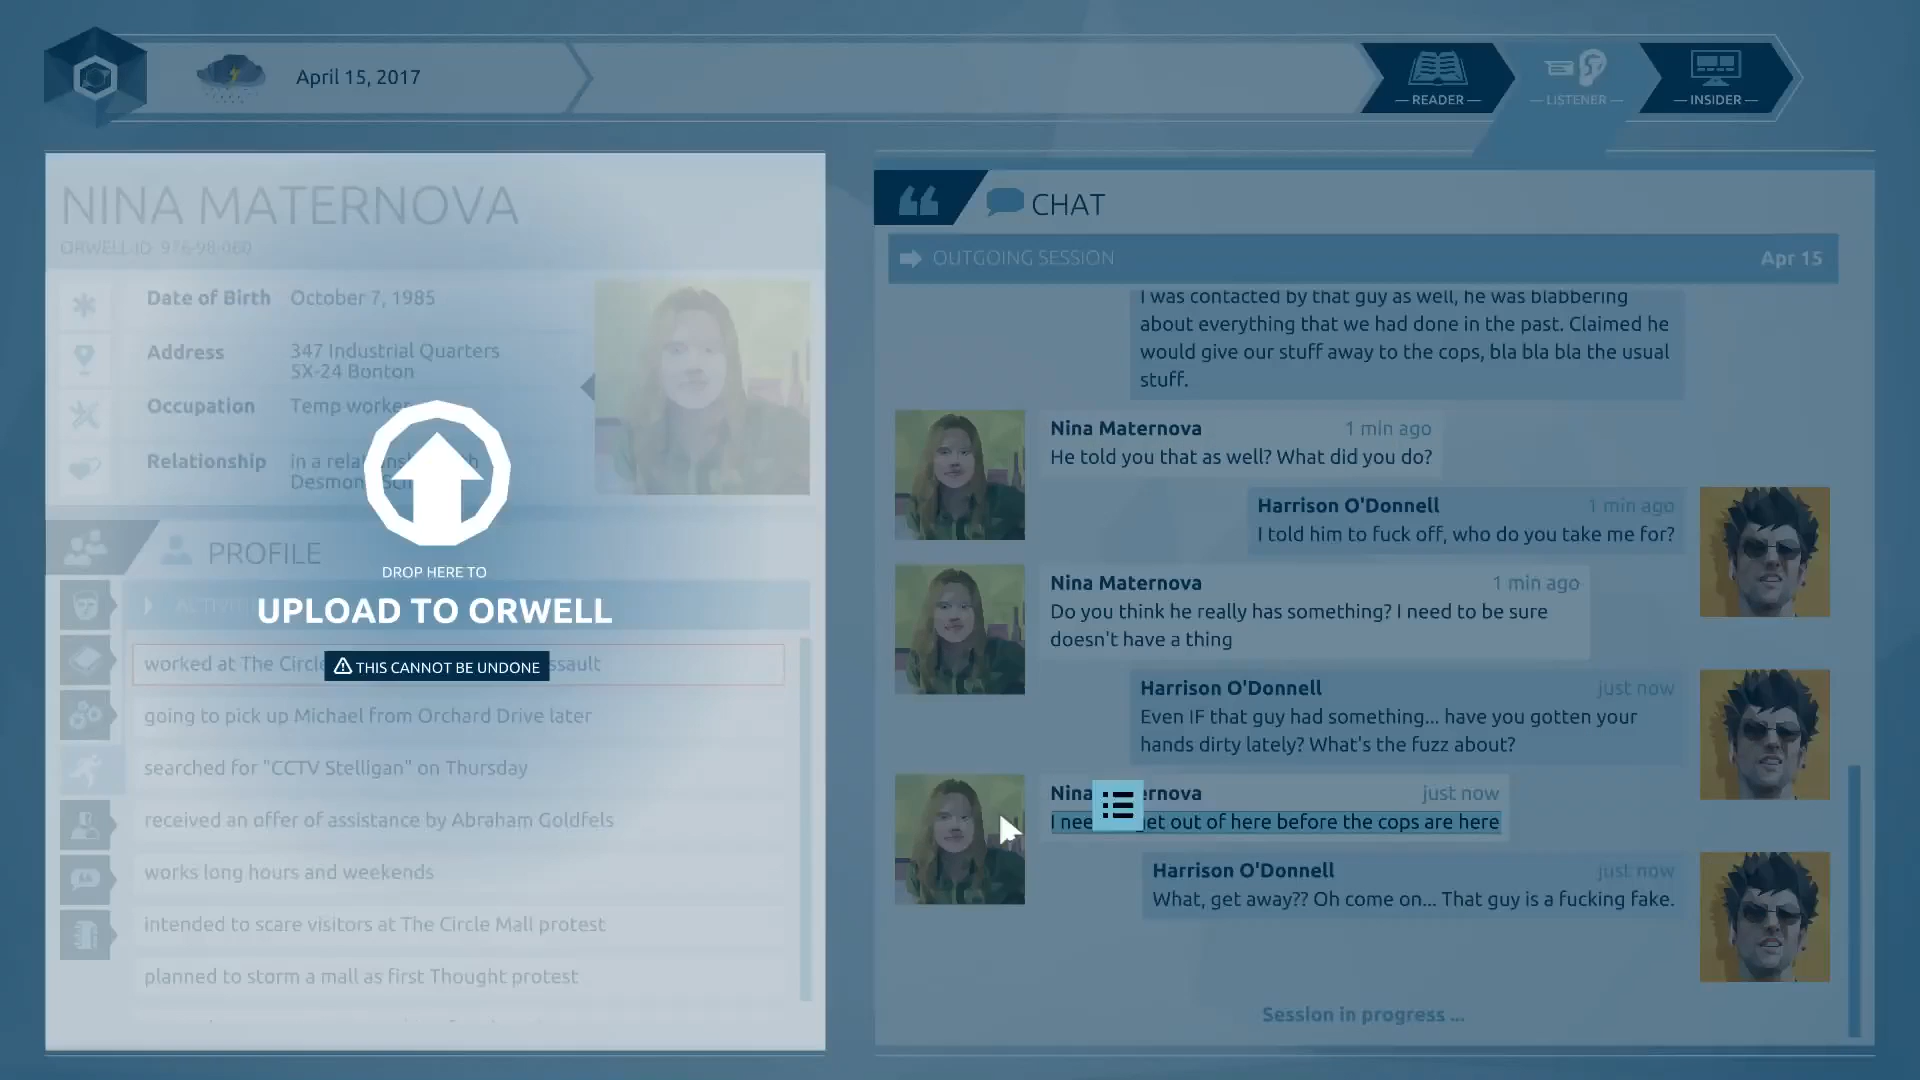 April 15, 2017
READER
LISTENER
INSIDER
NINA MATERNOVA
ORWELL-ID 976-98-060
Date of Birth October 7, 1985
Address 347 Industrial Quarters
SX-24 Bonton
Occupation Temp worker
Relationship in a
DROP HERE TO
UPLOAD TO ORWELL
THIS CANNOT BE UNDONE
PROFILE
worked at The Circle
going to pick up Michael from Orchard Drive later
searched for "CCTV Stelligan" on Thursday
received an offer of assistance by Abraham Goldfels
works long hours and weekends
intended to scare visitors at The Circle Mall protest
planned to storm a mall as first Thought protest
CHAT
OUTGOING SESSION Apr 15
I was contacted by that guy as well, he was blabbering
about everything that we had done in the past. Claimed he
would give our stuff away to the cops, bla bla bla the usual
stuff.
Nina Maternova 1 min ago
He told you that as well? What did you do?
Harrison O'Donnell 1 min ago
I told him to fuck off, who do you take me for?
Nina Maternova 1 min ago
Do you think he really has something? I need to be sure
doesn't have a thing
Harrison O'Donnell just now
Even IF that guy had something... have you gotten your
hands dirty lately? What's the fuzz about?
Nina just now
I get out of here before the cops are here
Harrison O'Donnell just now
What, get away?? Oh come on... That guy is a fucking fake.
Session in progress ...